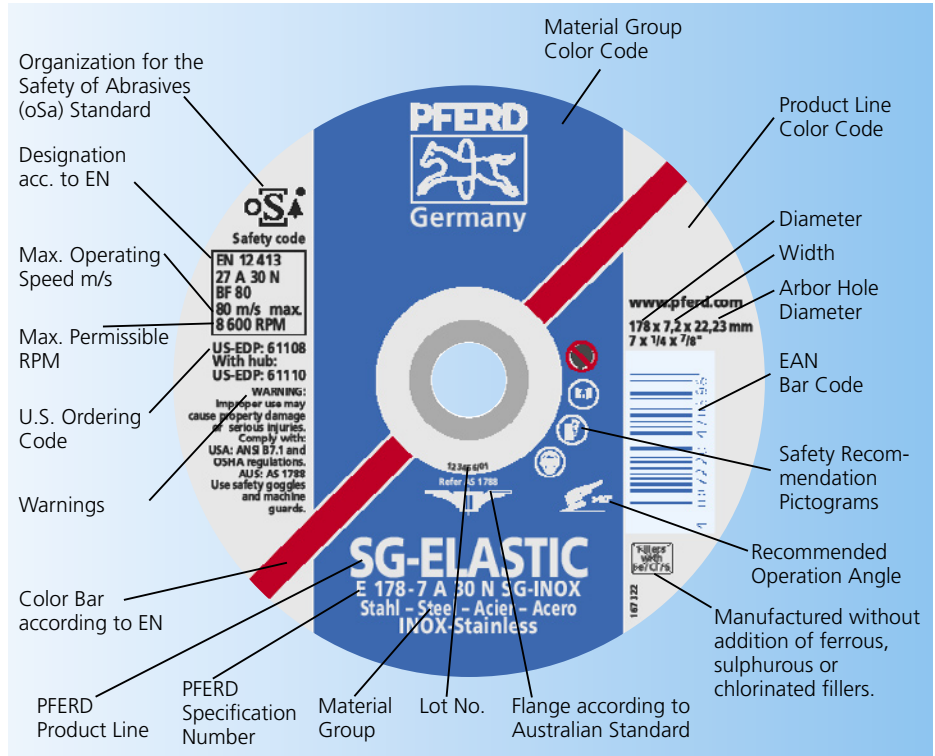 Material Group
Color Code
Organization for the
Safety of Abrasives
(oSa) Standard
Product Line
Color Code
Designation
acc. to EN
Max. Operating
Speed m/s
Max. Permissible
RPM
U.S. Ordering
Code
Warnings
Color Bar
according to EN
PFERD
Product Line
PFERD
Specification
Number
Material
Group
Lot No.
Flange according to
Australian Standard
Diameter
Width
Arbor Hole
Diameter
EAN
Bar Code
Safety Recom-
mendation
Pictograms
Recommended
Operation Angle
Manufactured without
addition of ferrous,
sulphurous or
chlorinated fillers.
PFERD
Germany
oSa
Safety code
EN 12 413
27 A 30 N
BF 80
80 m/s max.
8 600 RPM
US-EDP: 61108
With hub:
US-EDP: 61110
WARNING:
Improper use may
cause property damage
or serious injuries.
Comply with:
USA: ANSI B7.1 and
OSHA regulations.
AUS: AS 1788
Use safety goggles
and machine
guards.
www.pferd.com
178 x 7,2 x 22,23 mm
7 x 1/4 x 7/8"
Refer AS 1788
SG-ELASTIC
E 178-7 A 30 N SG-INOX
Stahl – Steel – Acier – Acero
INOX-Stainless
167 322